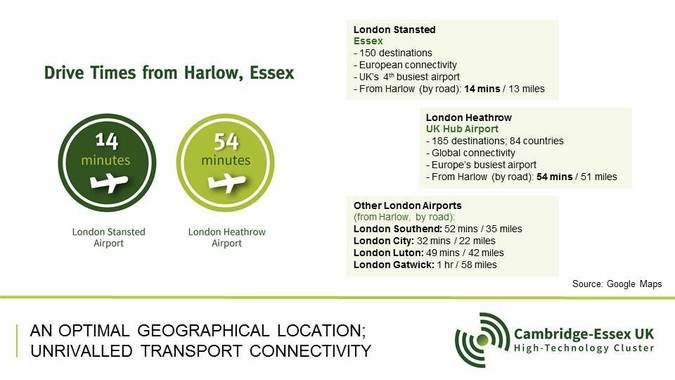 Drive Times from Harlow, Essex
14
minutes
London Stansted
Airport
54
minutes
London Heathrow
Airport
London Stansted
Essex
- 150 destinations
- European connectivity
- UK's 4th busiest airport
- From Harlow (by road): 14 mins / 13 miles
London Heathrow
UK Hub Airport
- 185 destinations; 84 countries
- Global connectivity
- Europe's busiest airport
- From Harlow (by road): 54 mins / 51 miles
Other London Airports
(from Harlow, by road):
London Southend: 52 mins / 35 miles
London City: 32 mins / 22 miles
London Luton: 49 mins / 42 miles
London Gatwick: 1 hr / 58 miles
Source: Google Maps
AN OPTIMAL GEOGRAPHICAL LOCATION;
UNRIVALLED TRANSPORT CONNECTIVITY
Cambridge-Essex UK
High-Technology Cluster